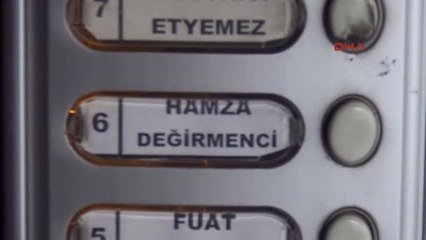 7
ETYEMEZ
6
HAMZA
DEĞİRMENCİ
5
FUAT